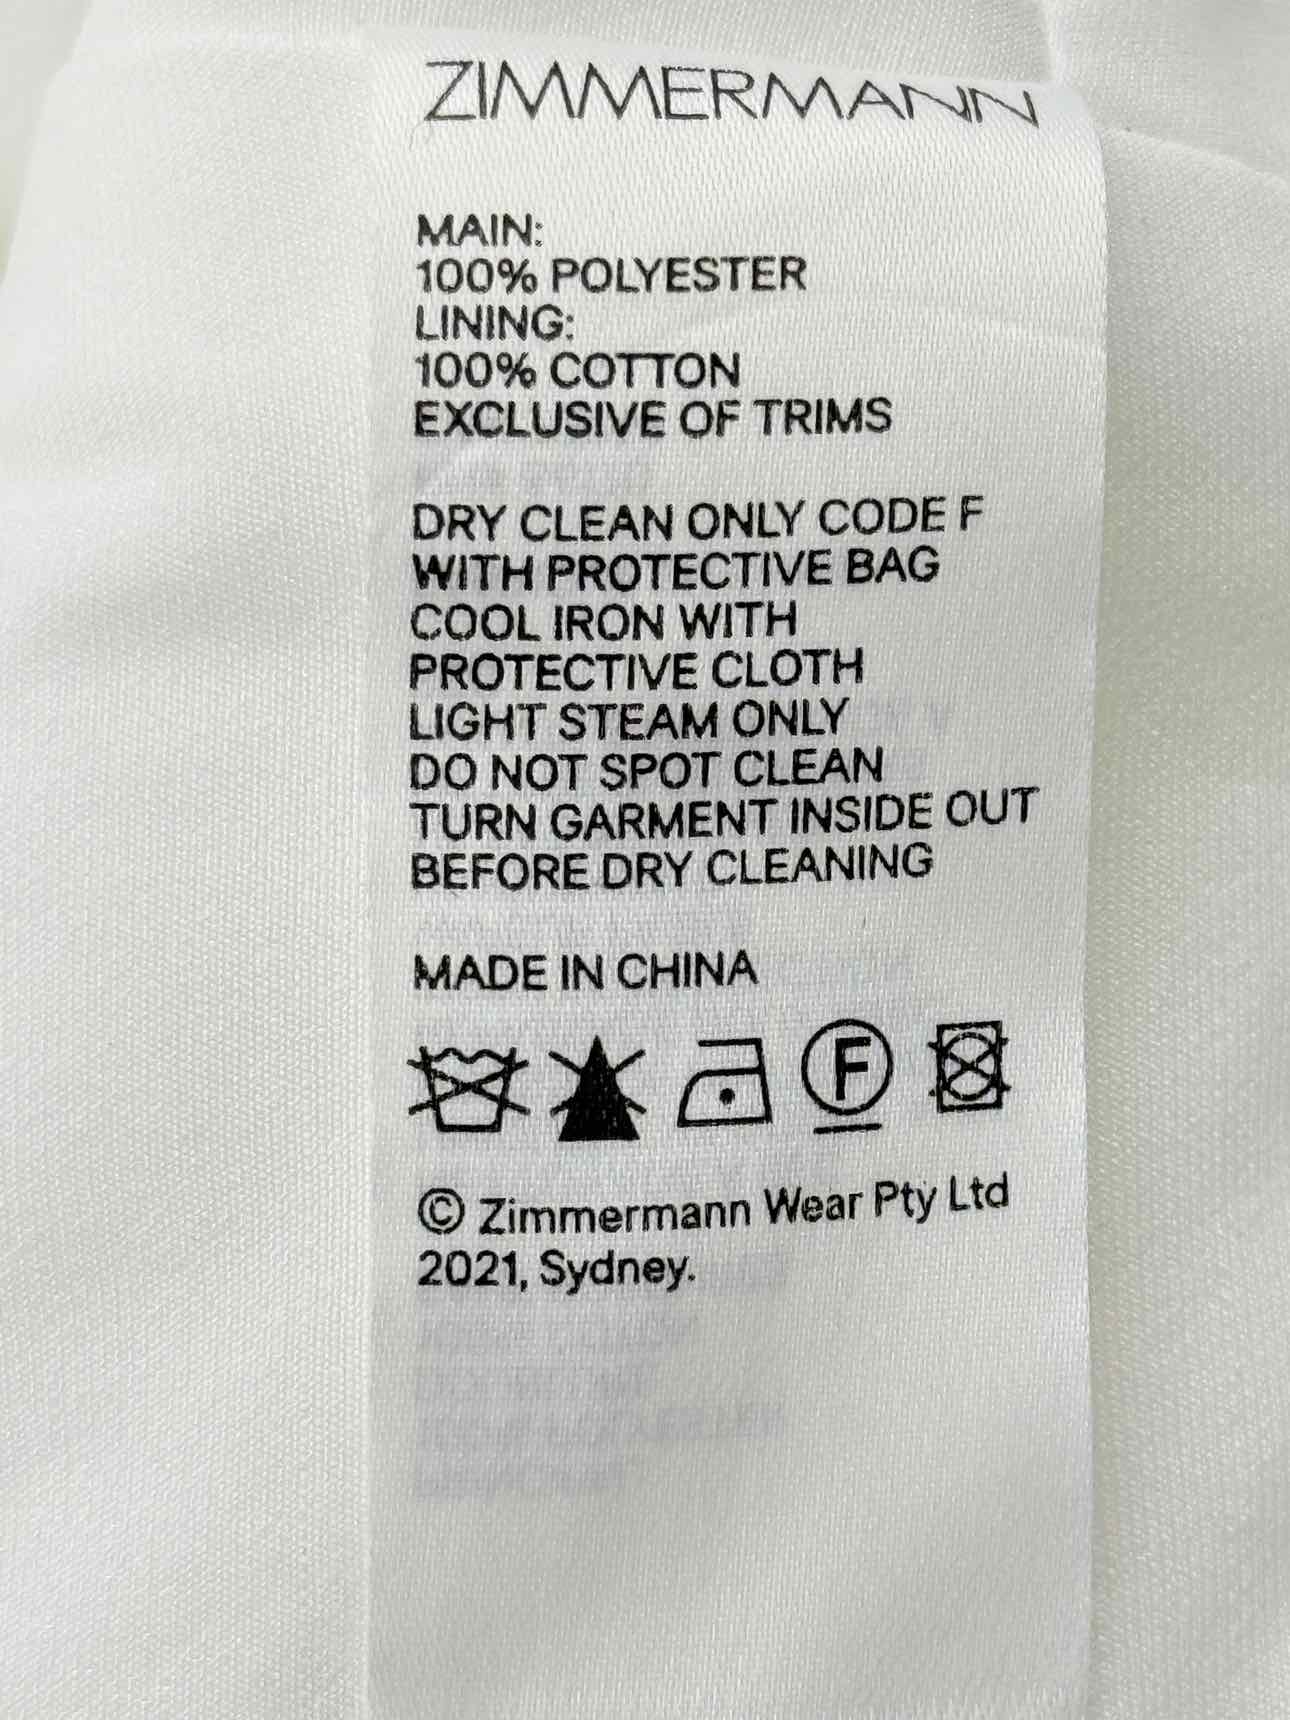 ZIMMERMANN
MAIN:
100% POLYESTER
LINING:
100% COTTON
EXCLUSIVE OF TRIMS
DRY CLEAN ONLY CODE F
WITH PROTECTIVE BAG
COOL IRON WITH
PROTECTIVE CLOTH
LIGHT STEAM ONLY
DO NOT SPOT CLEAN
TURN GARMENT INSIDE OUT
BEFORE DRY CLEANING
MADE IN CHINA
F
© Zimmermann Wear Pty Ltd
2021, Sydney.